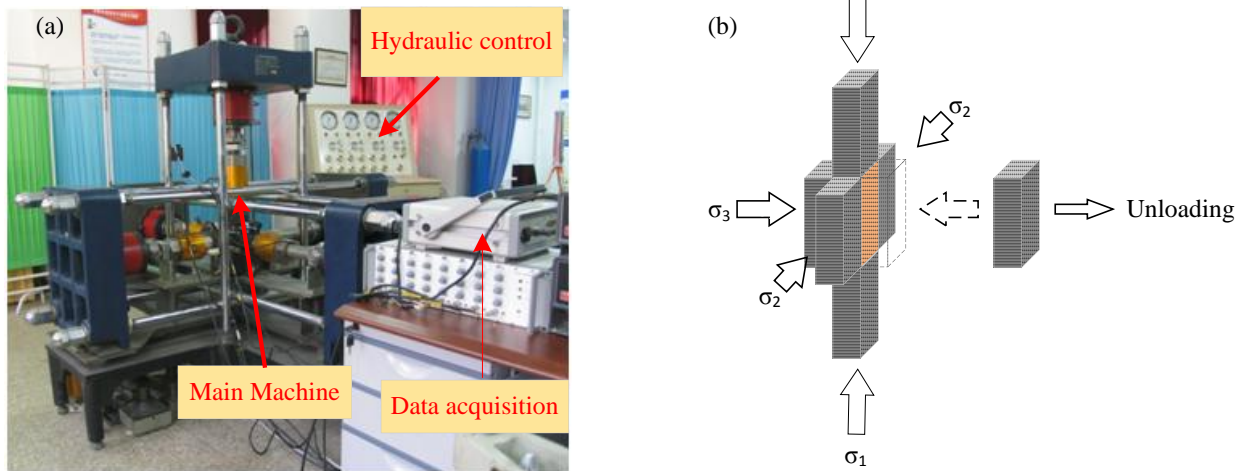 (a)
Hydraulic control
Main Machine
Data acquisition
(b)
σ2
σ3
Unloading
σ2
σ1